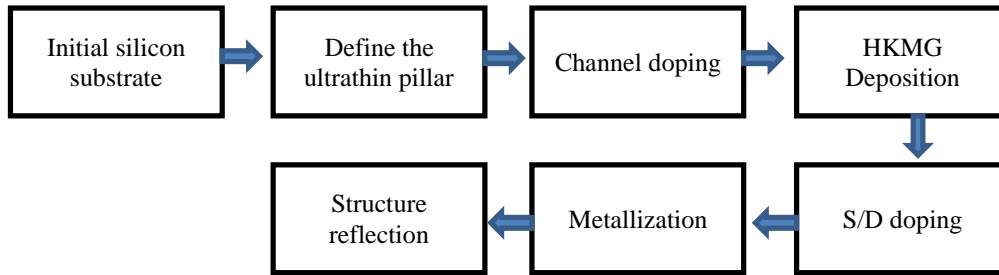 Initial silicon
substrate
Define the
ultrathin pillar
Channel doping
HKMG
Deposition
S/D doping
Metallization
Structure
reflection